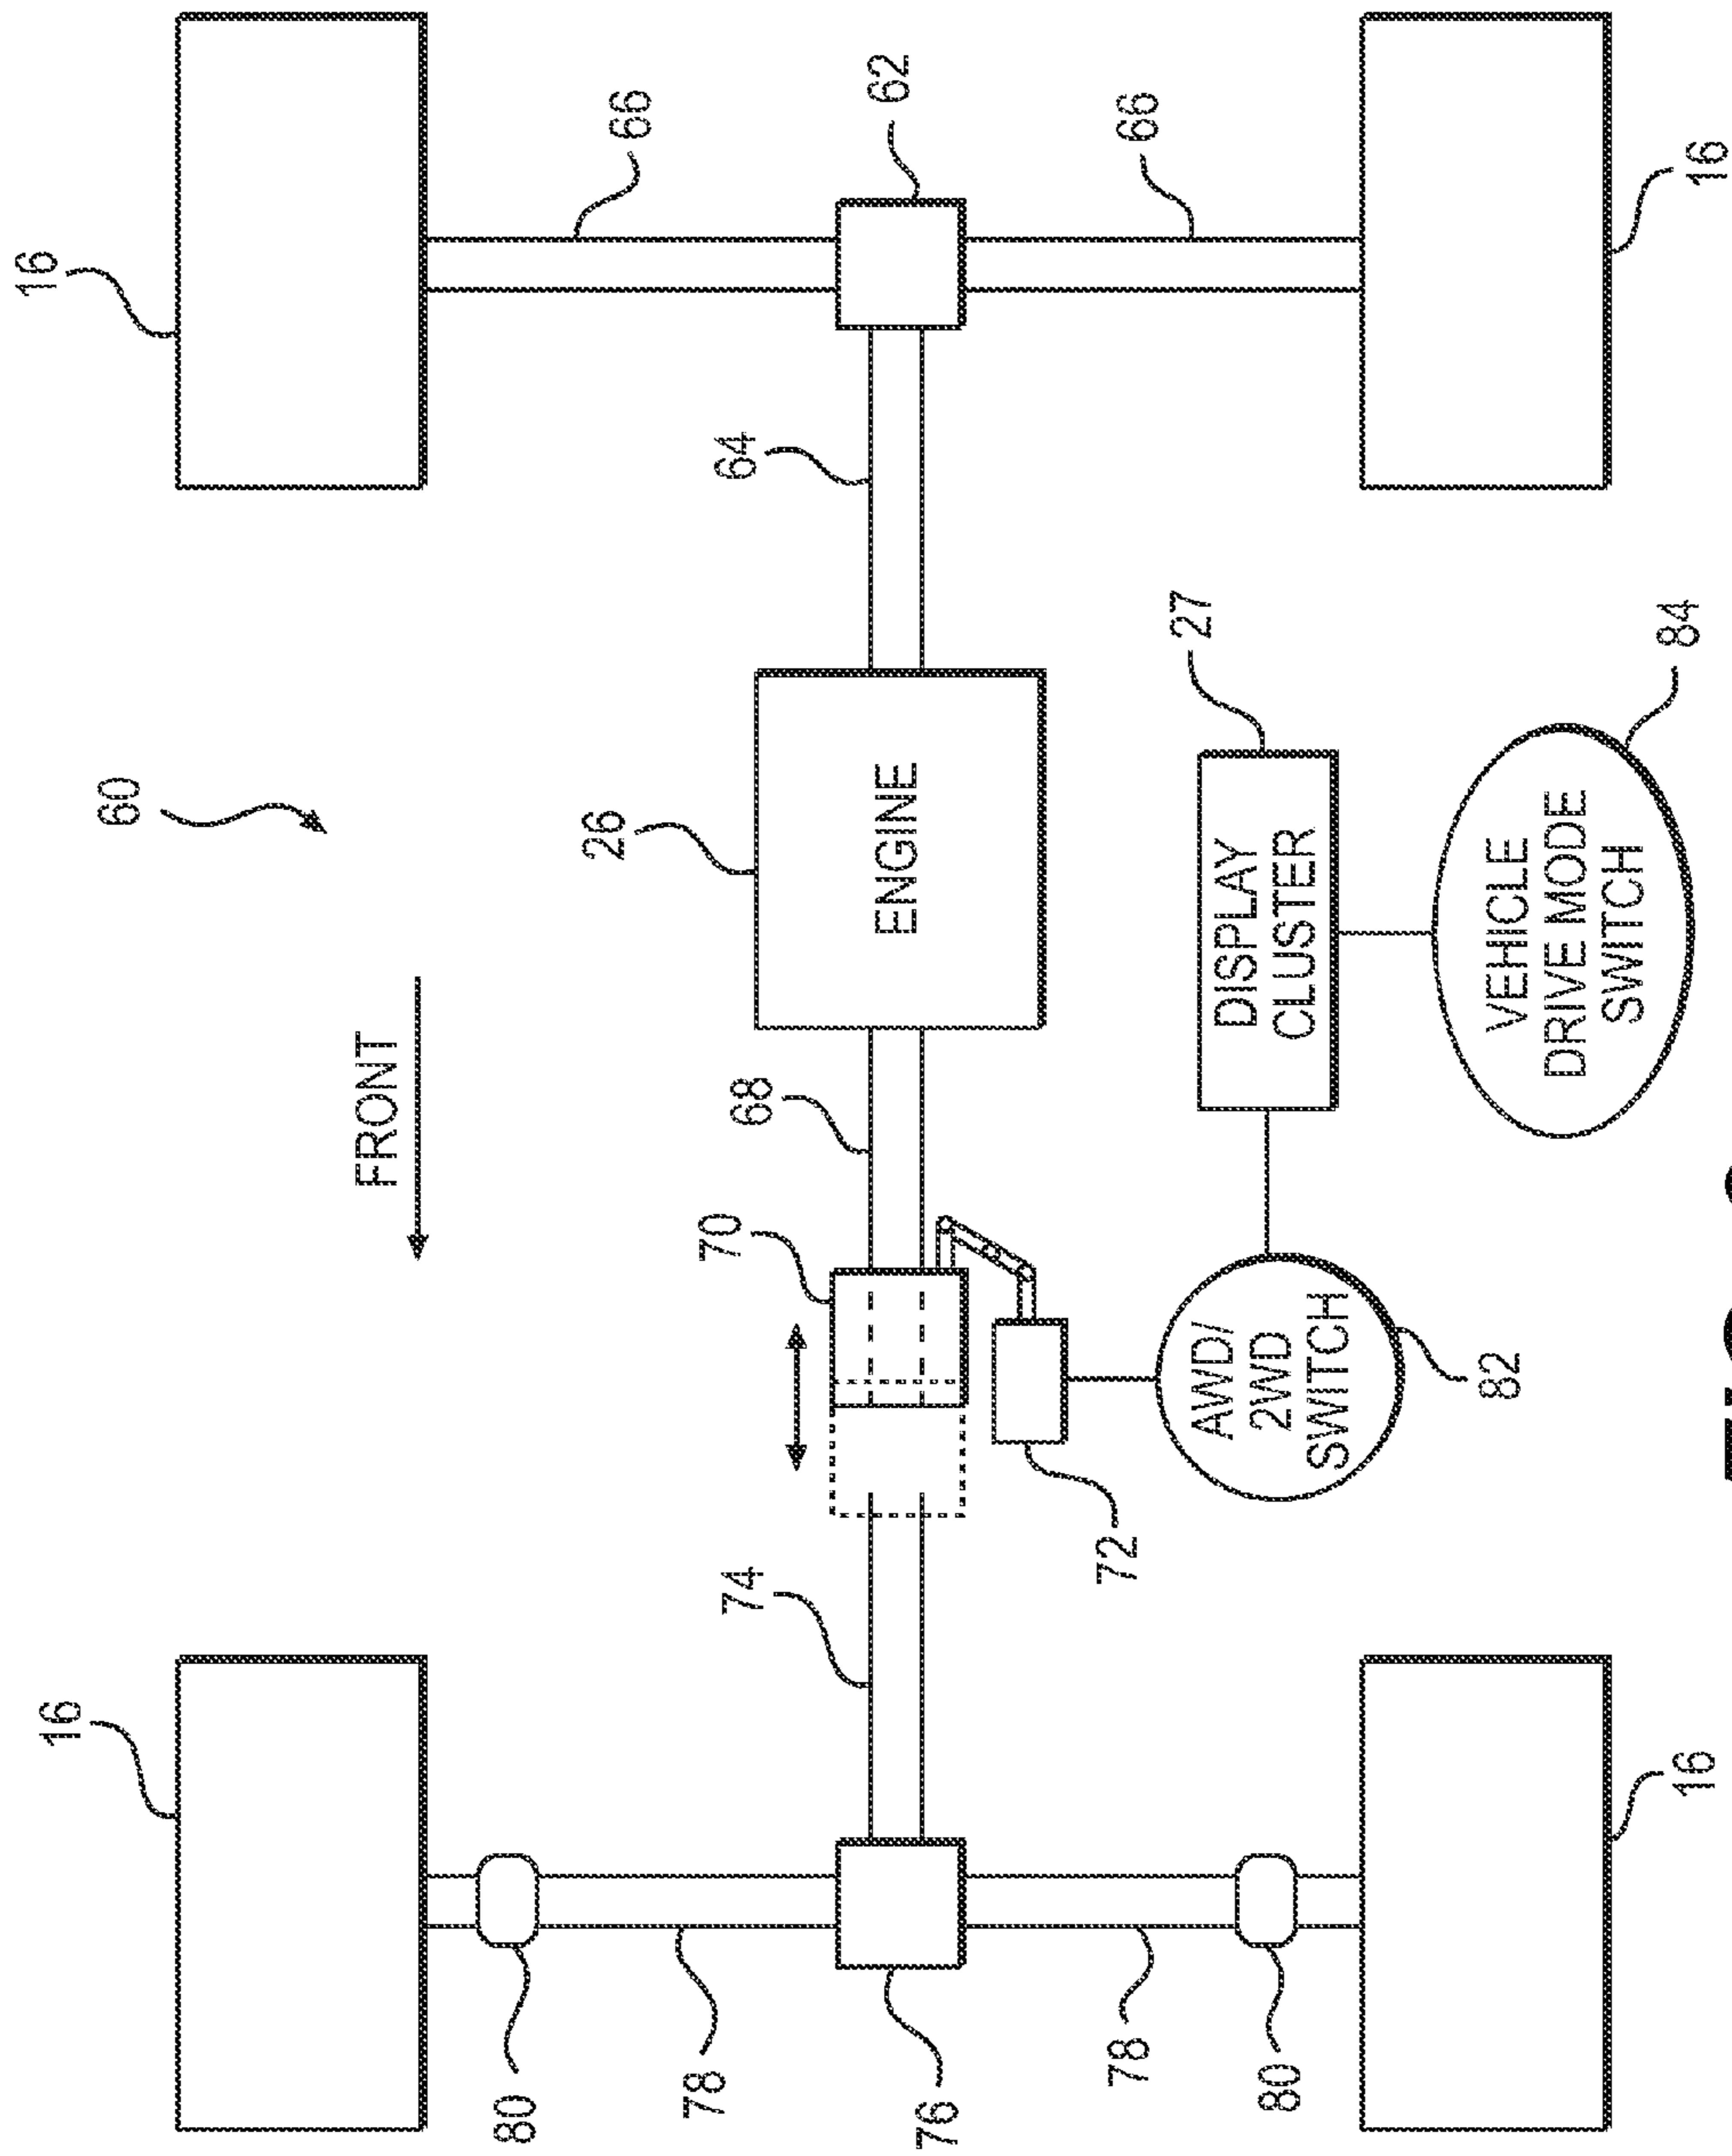 16
16
60
FRONT
80
26
66
78
74
70
68
64
ENGINE
62
76
78
72
66
27
AWD/
2WD
SWITCH
DISPLAY
CLUSTER
80
82
VEHICLE
DRIVE MODE
SWITCH
84
16
16